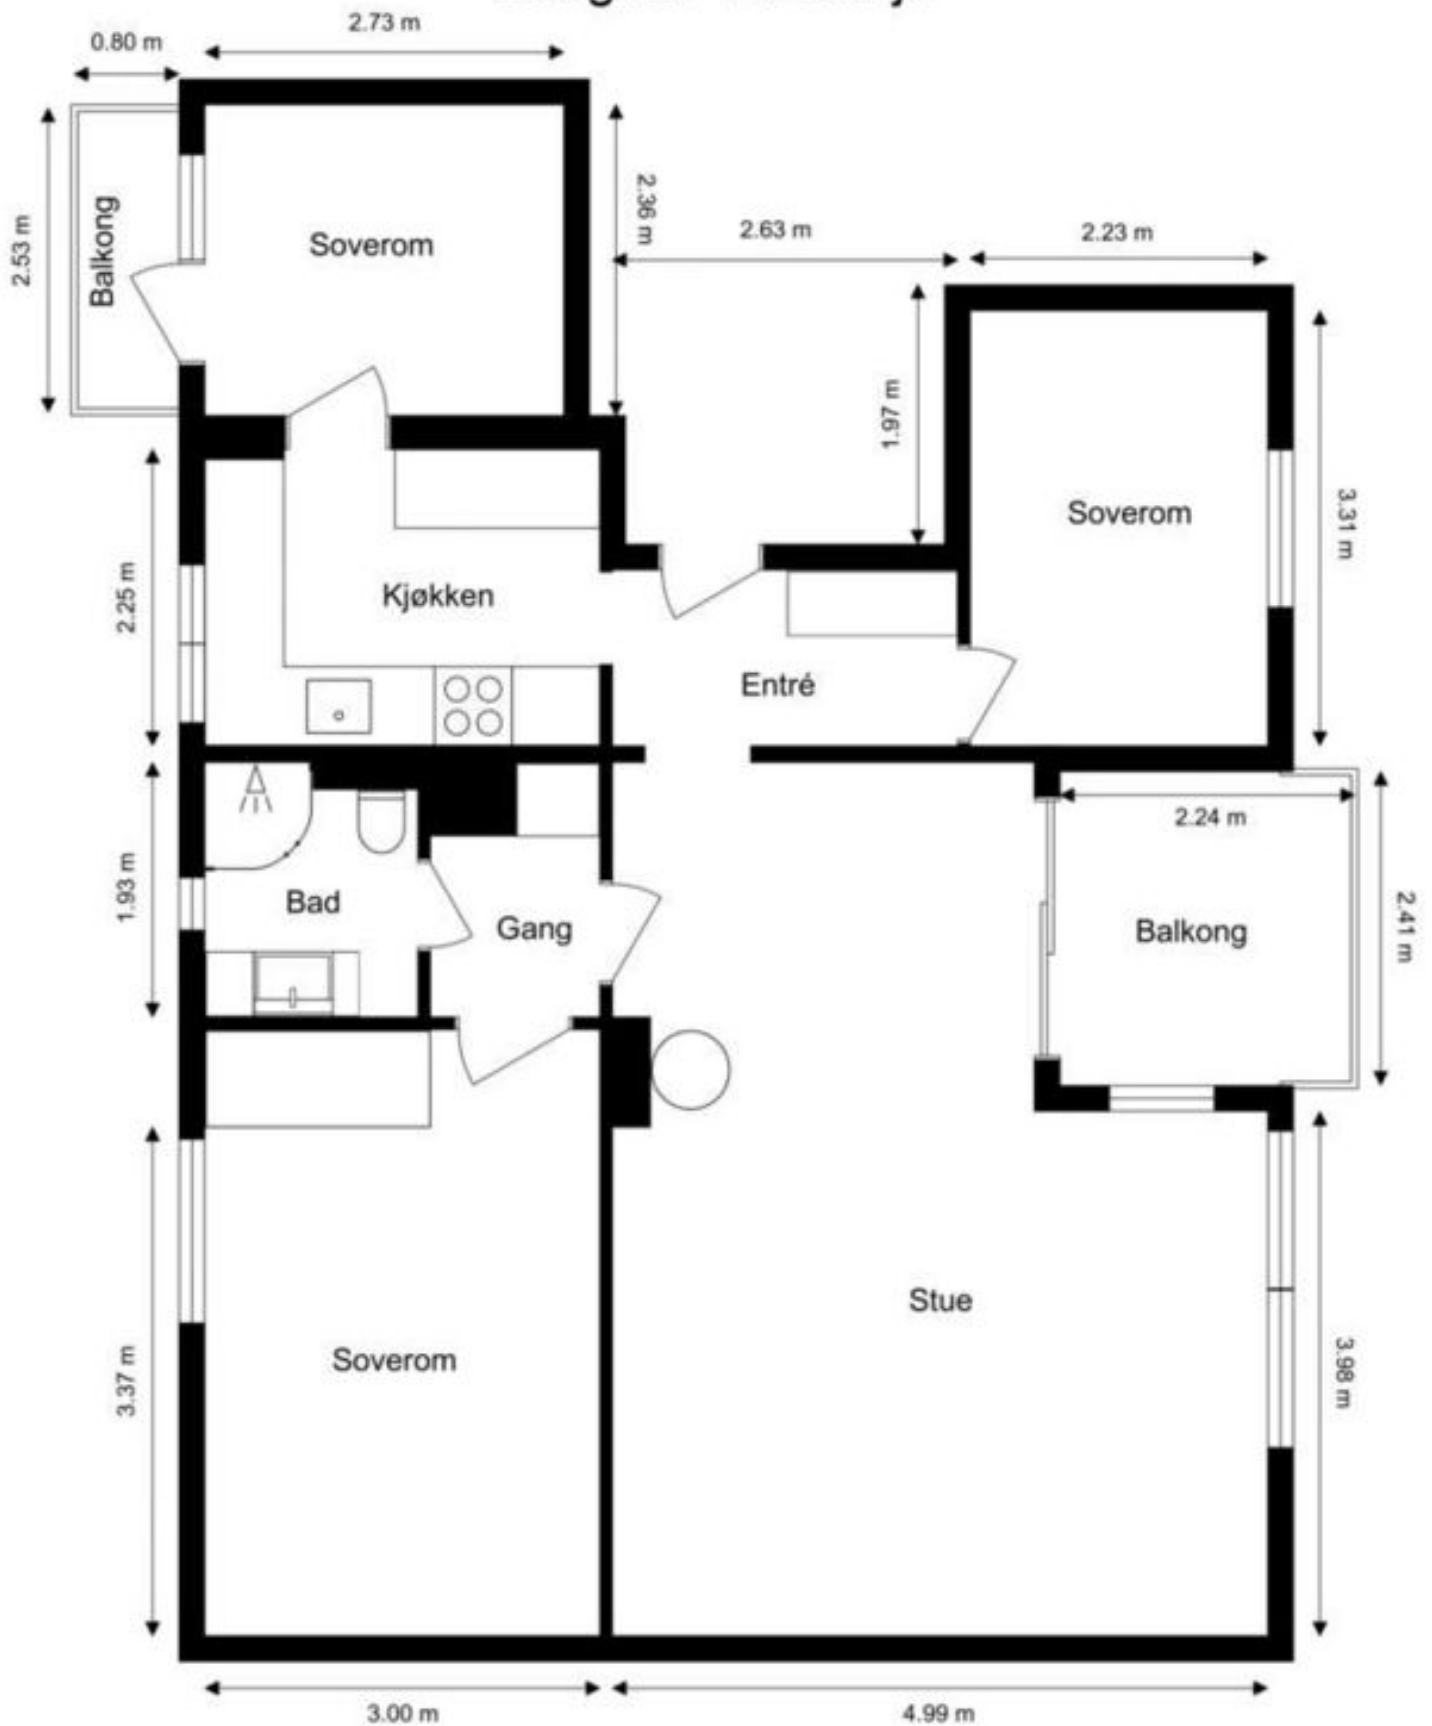 2.73 m
0.80 m
2.53 m
Balkong
Soverom
2.36 m
2.63 m
2.23 m
1.97 m
Soverom
3.31 m
2.25 m
Kjøkken
Entré
2.24 m
1.93 m
Bad
Gang
Balkong
2.41 m
Stue
Soverom
3.37 m
3.98 m
3.00 m
4.99 m